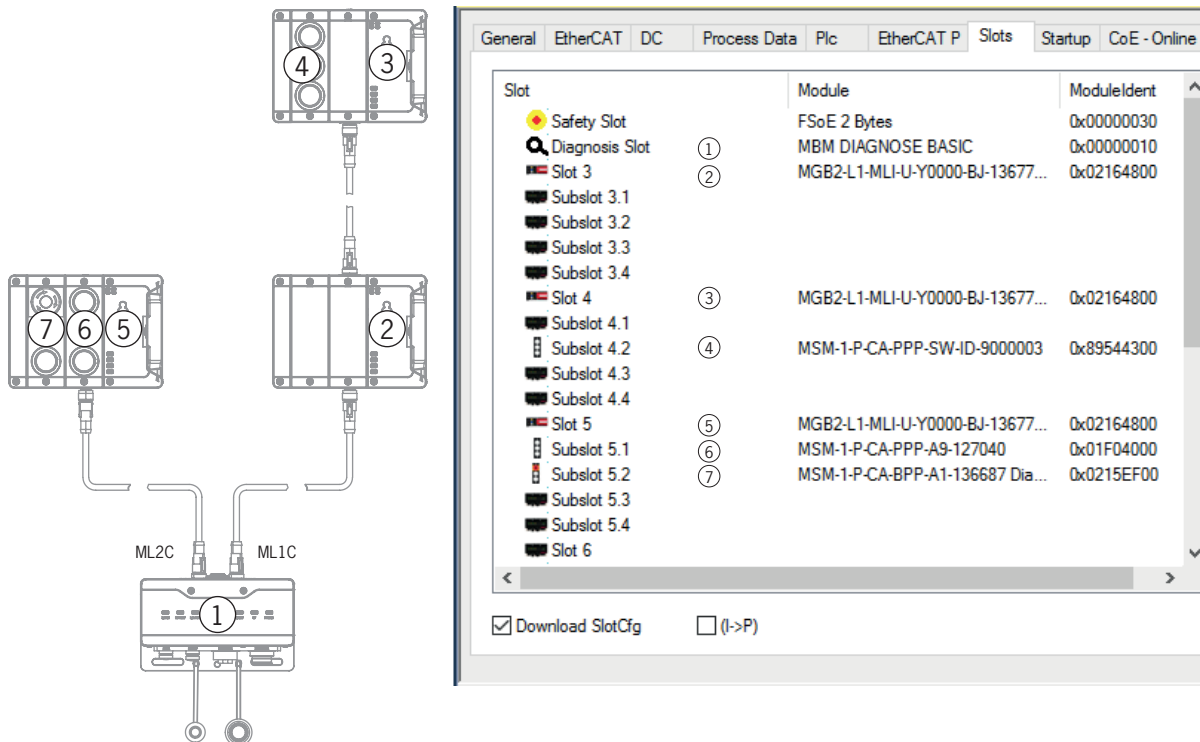 4
3
7
6
5
2
ML2C
ML1C
1
General EtherCAT DC Process Data Plc EtherCAT P Slots Startup CoE - Online
Slot Module ModuleIdent
Safety Slot FSoE 2 Bytes 0x00000030
Diagnosis Slot 1 MBM DIAGNOSE BASIC 0x00000010
Slot 3 2 MGB2-L1-MLI-U-Y0000-BJ-13677... 0x02164800
Subslot 3.1
Subslot 3.2
Subslot 3.3
Subslot 3.4
Slot 4 3 MGB2-L1-MLI-U-Y0000-BJ-13677... 0x02164800
Subslot 4.1
Subslot 4.2 4 MSM-1-P-CA-PPP-SW-ID-9000003 0x89544300
Subslot 4.3
Subslot 4.4
Slot 5 5 MGB2-L1-MLI-U-Y0000-BJ-13677... 0x02164800
Subslot 5.1 6 MSM-1-P-CA-PPP-A9-127040 0x01F04000
Subslot 5.2 7 MSM-1-P-CA-BPP-A1-136687 Dia... 0x0215EF00
Subslot 5.3
Subslot 5.4
Slot 6
Download SlotCfg (I->P)